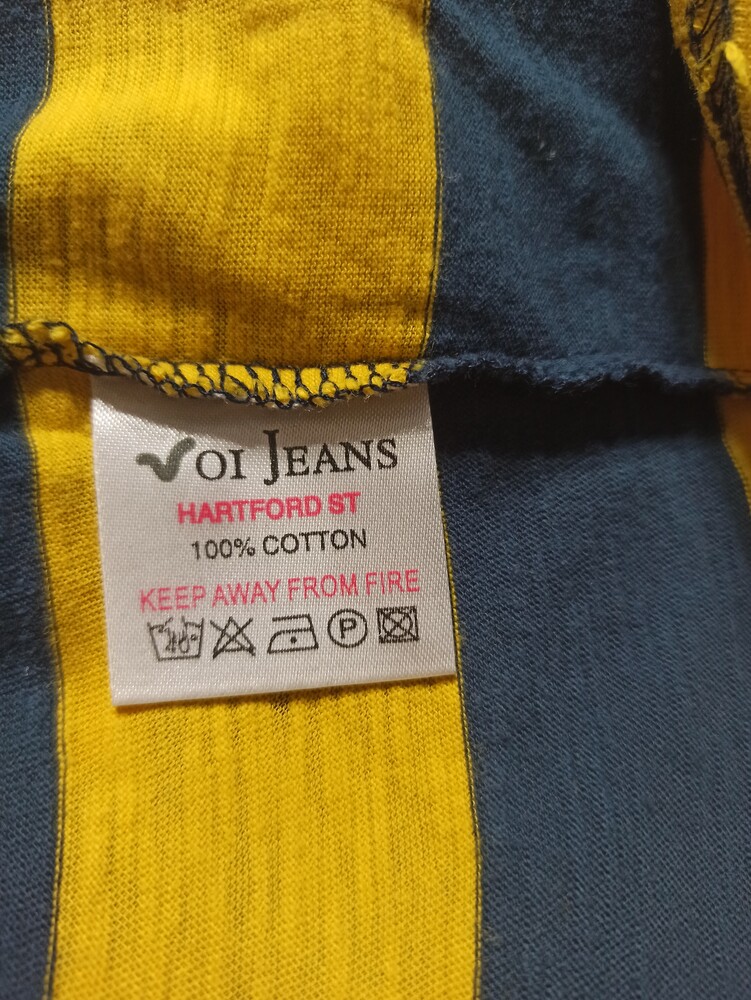 VOI JEANS
HARTFORD ST
100% COTTON
KEEP AWAY FROM FIRE
P